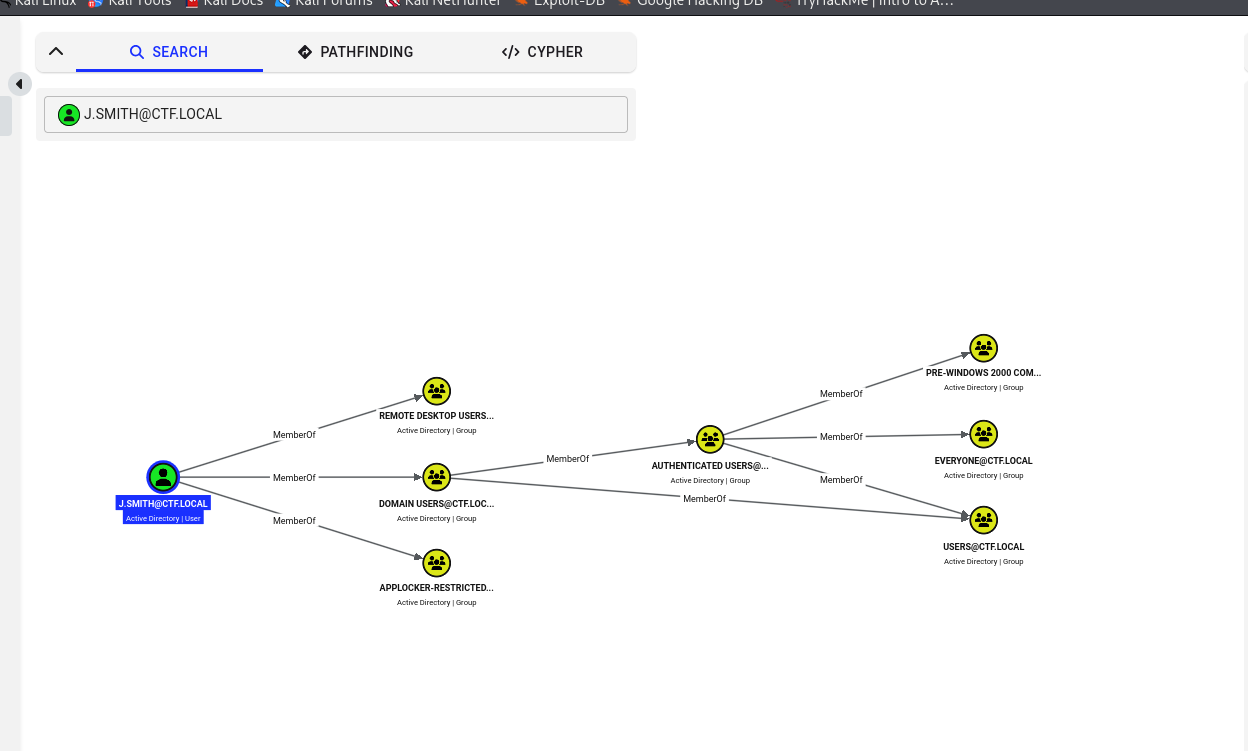 Kali Linux Kali Tools Kali Docs Kali Forums Kali NetHunter Exploit-DB Google Hacking DB TryHackMe | Intro to A...
SEARCH PATHFINDING </> CYPHER
J.SMITH@CTF.LOCAL
PRE-WINDOWS 2000 COM...
Active Directory | Group
MemberOf
REMOTE DESKTOP USERS...
Active Directory | Group
MemberOf
MemberOf
EVERYONE@CTF.LOCAL
Active Directory | Group
MemberOf
AUTHENTICATED USERS@...
Active Directory | Group
MemberOf
MemberOf
MemberOf
J.SMITH@CTF.LOCAL
Active Directory | User
DOMAIN USERS@CTF.LOC...
Active Directory | Group
MemberOf
MemberOf
USERS@CTF.LOCAL
Active Directory | Group
APPLOCKER-RESTRICTED...
Active Directory | Group